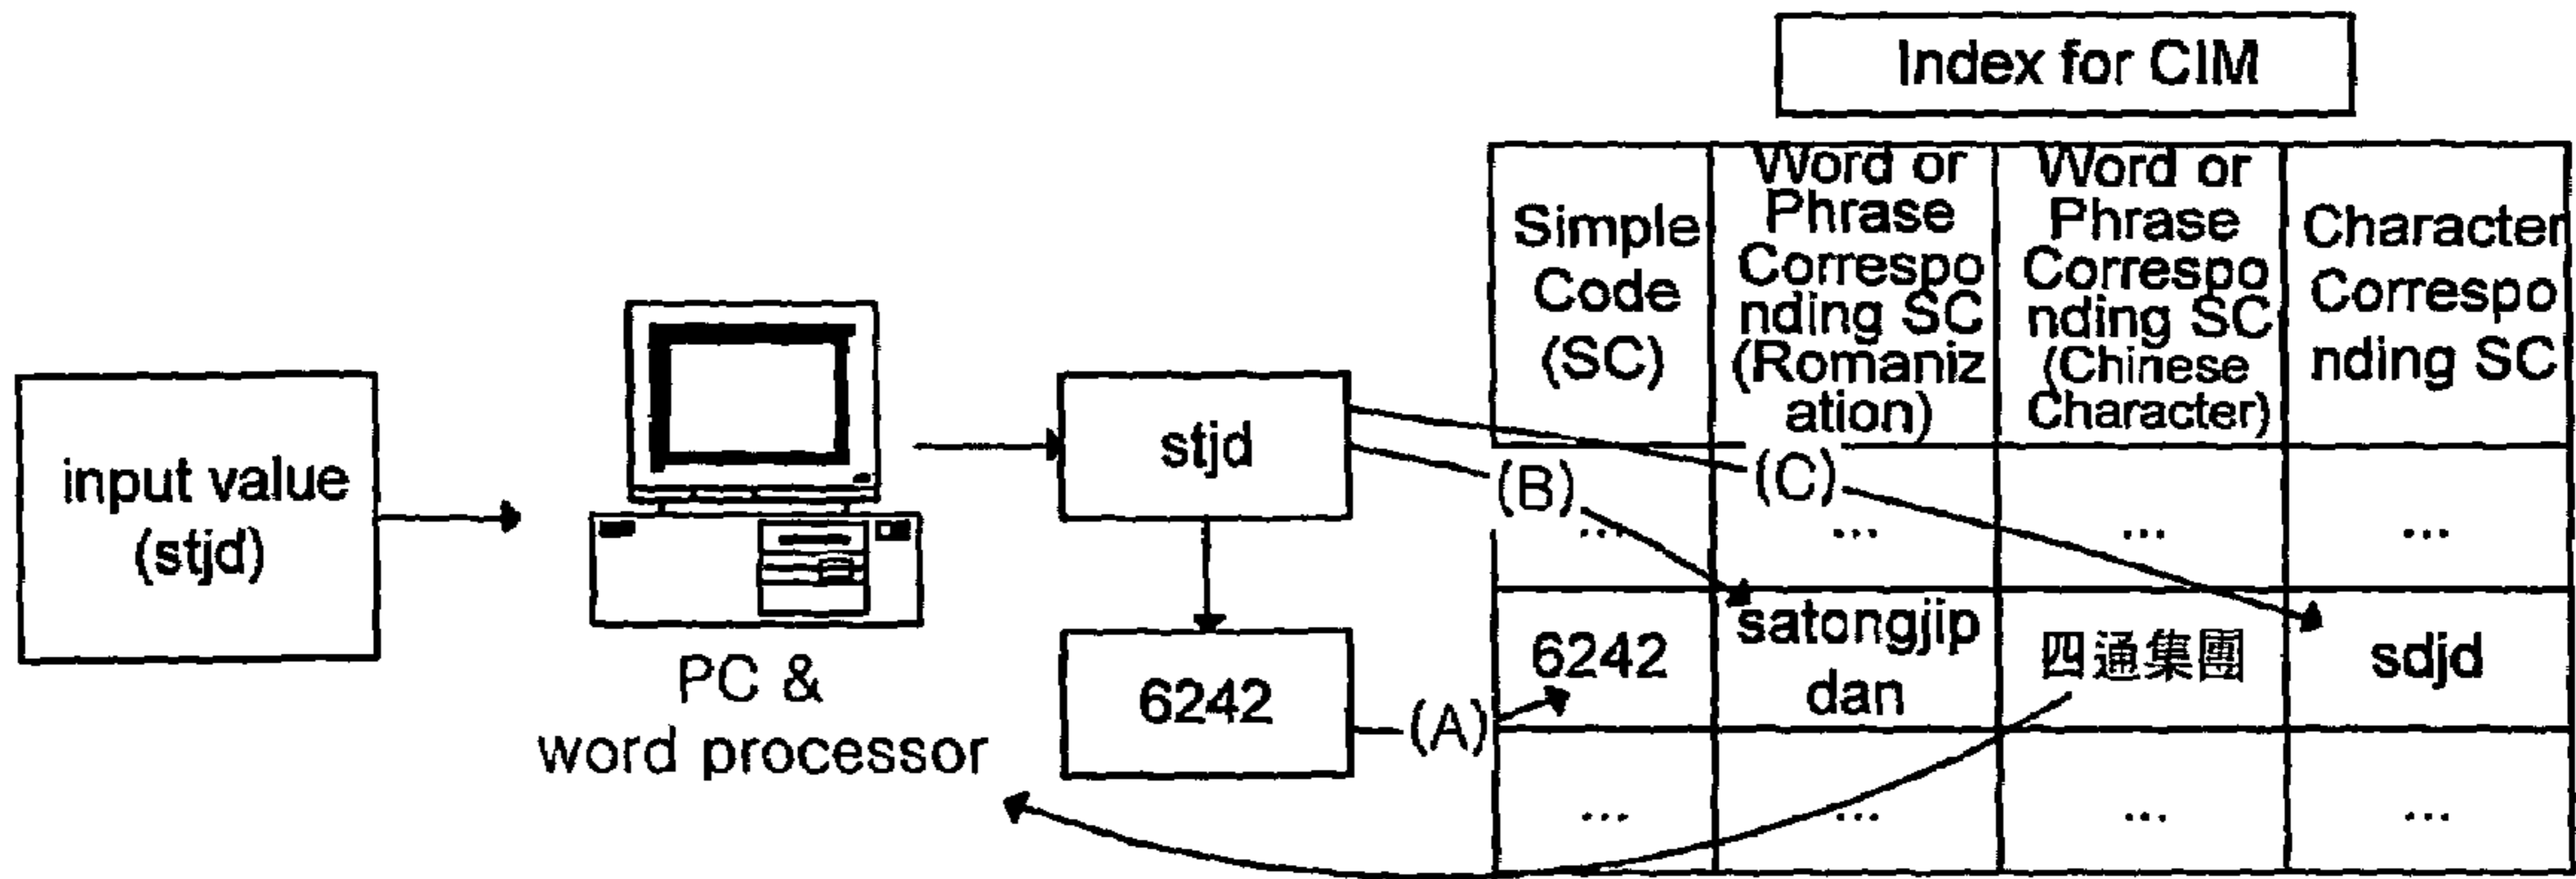 Index for CIM
input value
(stjd)
PC &
word processor
stjd
6242
(A)
(B)
(C)
Simple
Code
(SC)
Word or
Phrase
Correspo
nding SC
(Romaniz
ation)
Word or
Phrase
Correspo
nding SC
(Chinese
Character)
Character
Correspo
nding SC
...
...
...
...
6242
satongjip
dan
四通集團
sdjd
...
...
...
...